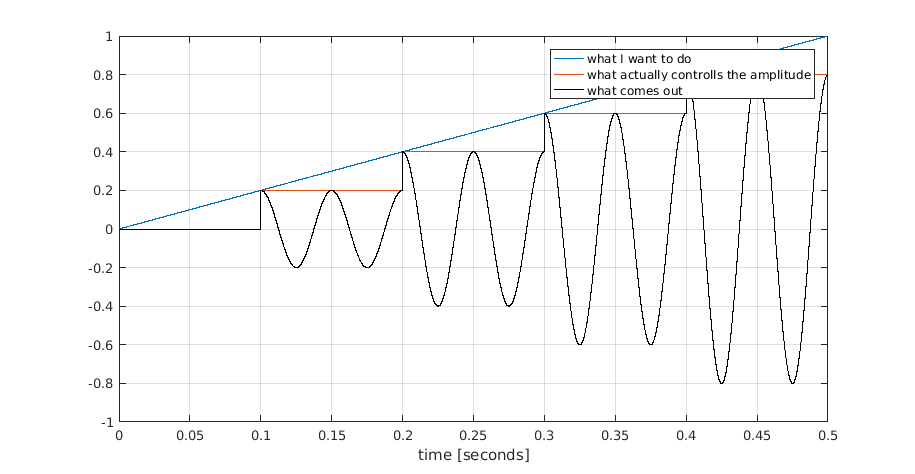 1
0.8
0.6
0.4
0.2
0
-0.2
-0.4
-0.6
-0.8
-1
what I want to do
what actually controlls the amplitude
what comes out
0 0.05 0.1 0.15 0.2 0.25 0.3 0.35 0.4 0.45 0.5
time [seconds]